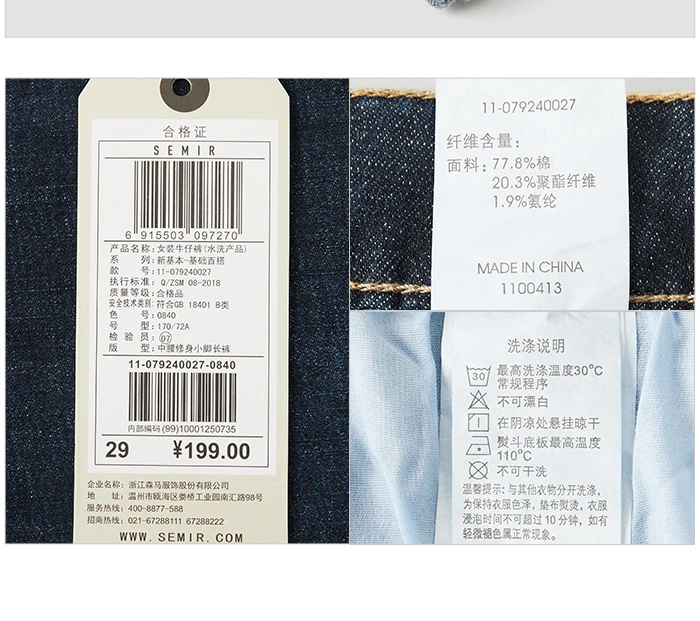 合格证
SEMIR
6 915503 097270
产品名称: 女装牛仔裤(水洗产品)
系 列: 新基本-基础百搭
款 号: 11-079240027
执行标准: Q/ZSM 08-2018
质量等级: 合格品
安全技术类别: 符合GB 18401 B类
色 号: 0840
号 型: 170/72A
检 验 员: 07
版 型: 中腰修身小脚长裤
11-079240027-0840
内部编码 (99)10001250735
29 ¥199.00
企业名称: 浙江森马服饰股份有限公司
地 址: 温州市瓯海区娄桥工业园南汇路98号
服务热线: 400-8877-588
招商热线: 021-67288111 67288222
WWW.SEMIR.COM
11-079240027
纤维含量:
面料: 77.8%棉
20.3%聚酯纤维
1.9%氨纶
MADE IN CHINA
1100413
洗涤说明
30 最高洗涤温度30°C
常规程序
不可漂白
在阴凉处悬挂晾干
熨斗底板最高温度
110°C
不可干洗
温馨提示: 与其他衣物分开洗涤,
为保持衣服色泽, 垫布熨烫, 衣服
浸泡时间不可超过10分钟, 如有
轻微褪色属正常现象。